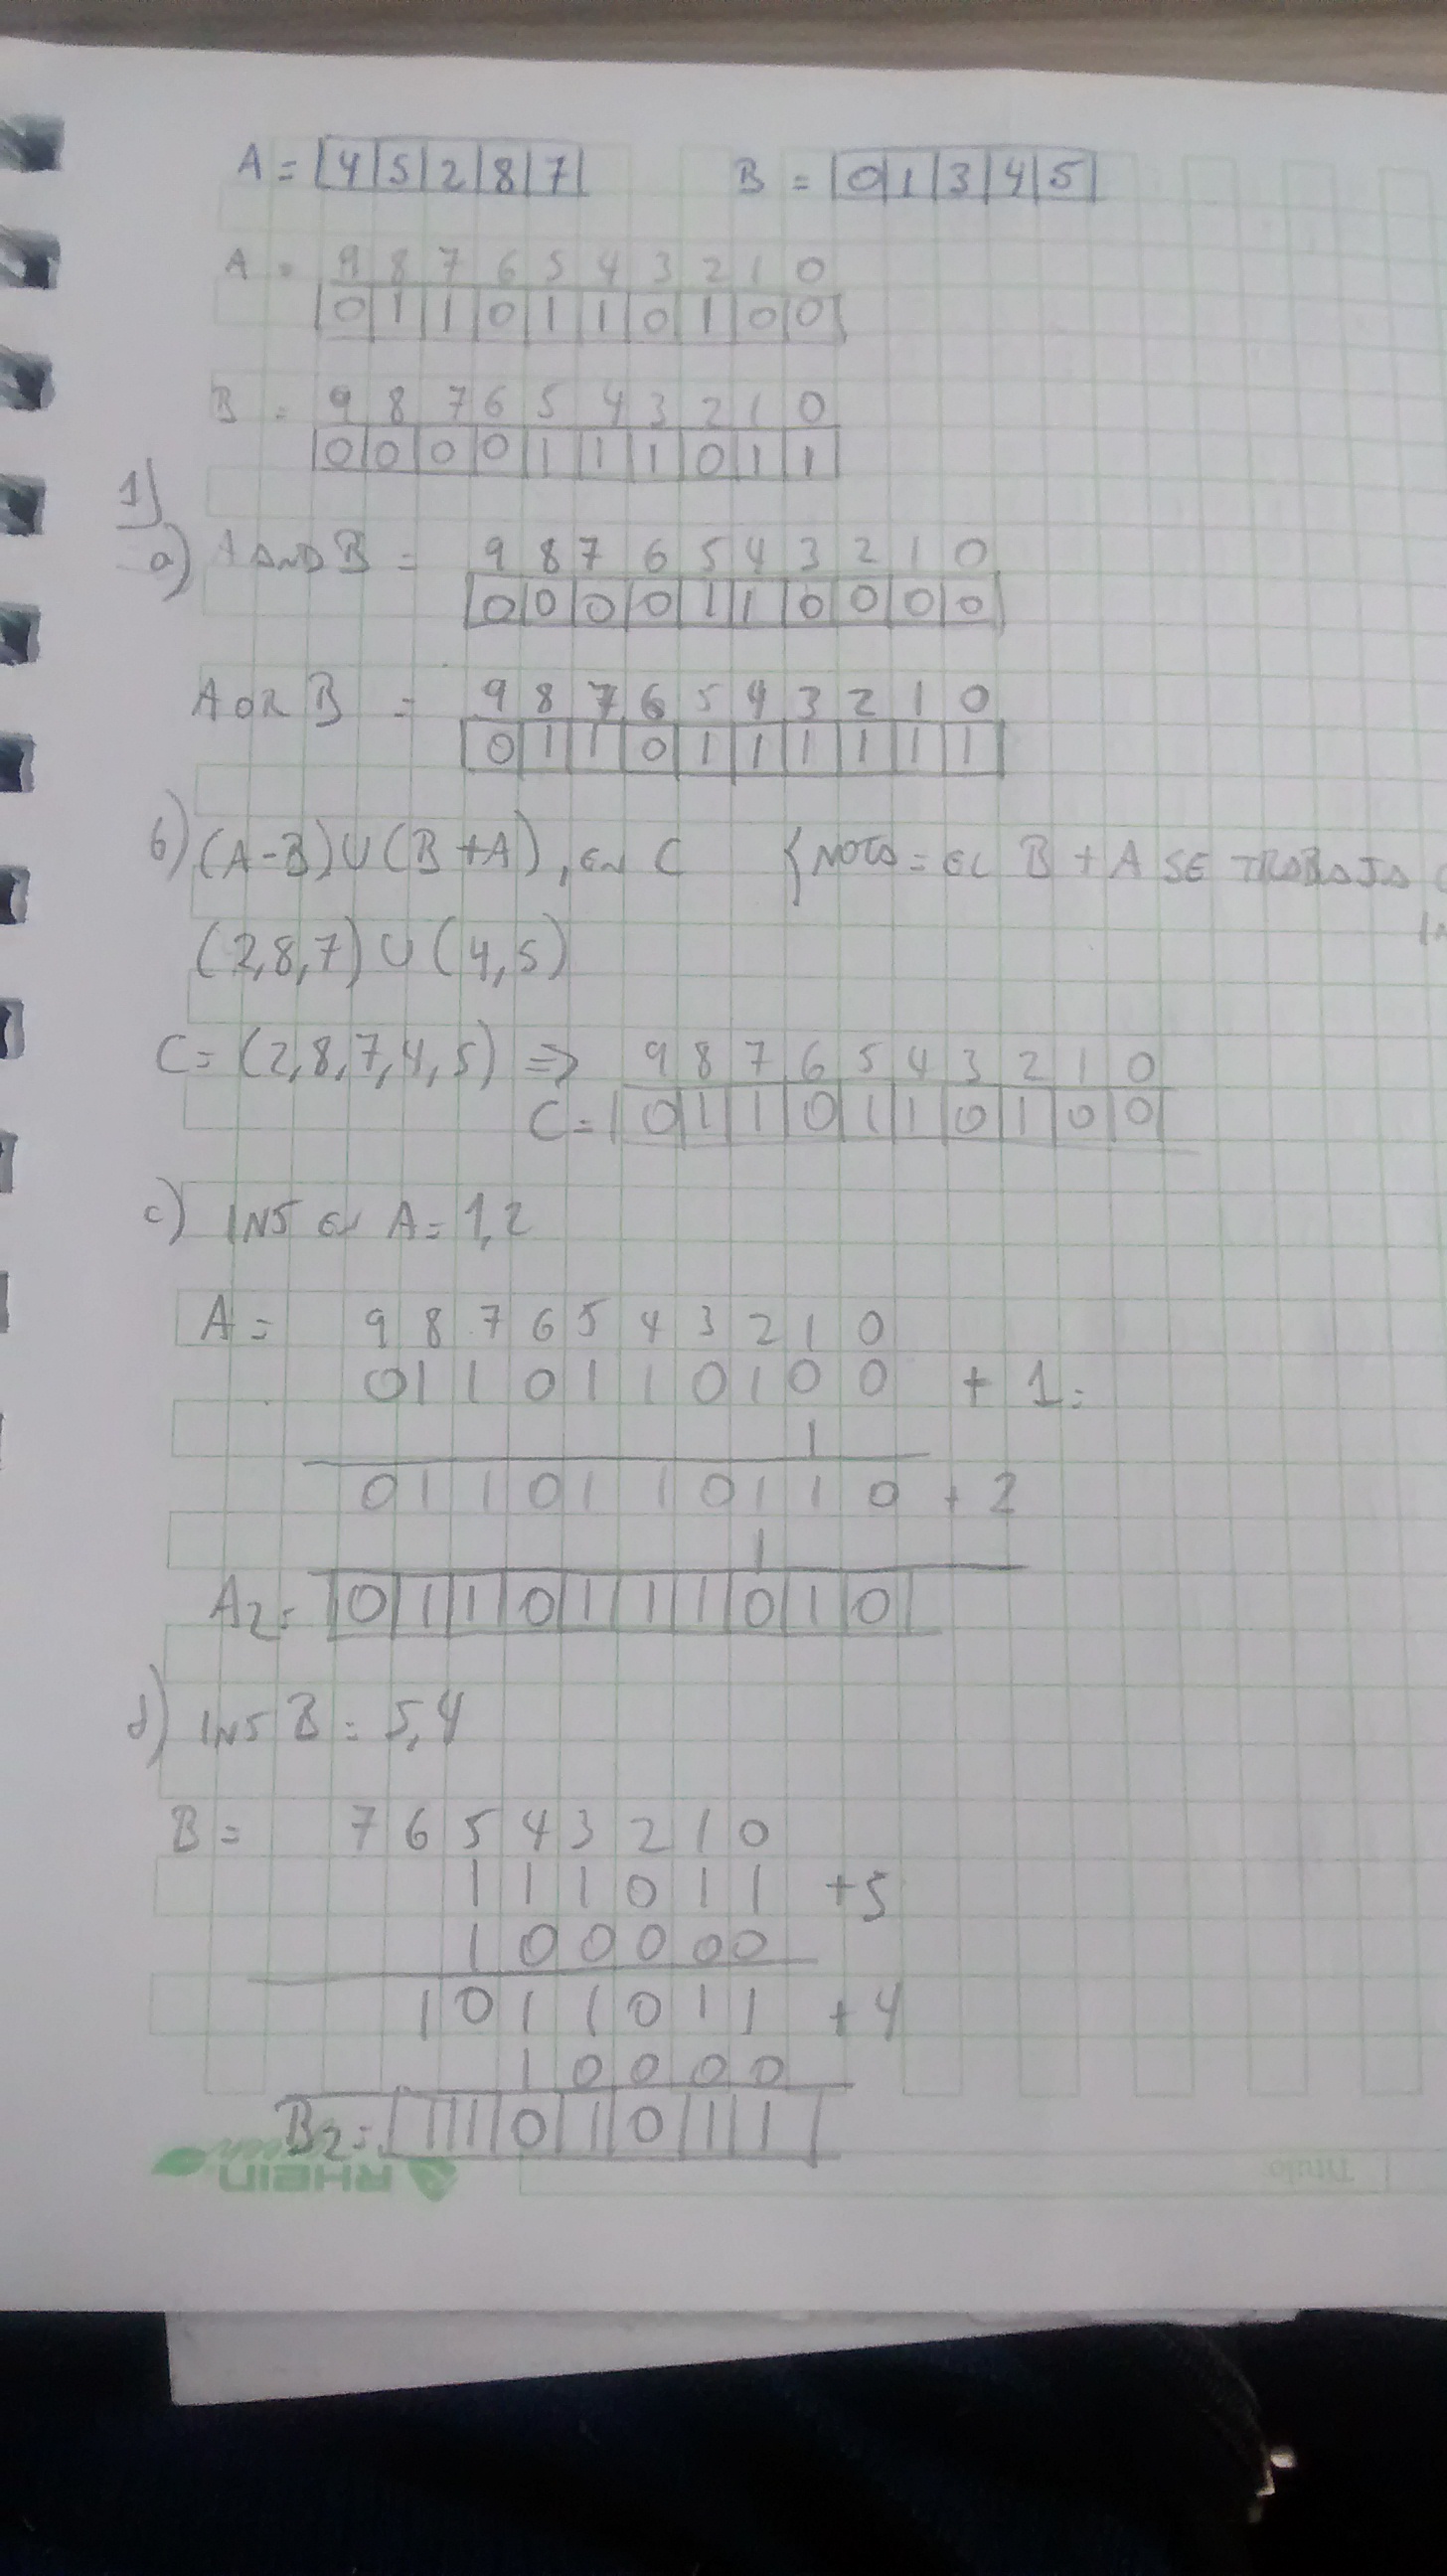 A = |4|5|2|8|7| B = |0|1|3|4|5|
A = 9 8 7 6 5 4 3 2 1 0
|0|1|1|0|1|1|0|1|0|0|
B = 9 8 7 6 5 4 3 2 1 0
|0|0|0|0|1|1|1|0|1|1|
1)
a) A AND B = 9 8 7 6 5 4 3 2 1 0
|0|0|0|0|1|1|0|0|0|0|
A OR B = 9 8 7 6 5 4 3 2 1 0
|0|1|1|0|1|1|1|1|1|1|
b) (A-B)∪(B+A), EN C {NOTA = EL B + A SE TRABAJA
(2,8,7) ∪ (4,5)
C = (2,8,7,4,5) ⇒ 9 8 7 6 5 4 3 2 1 0
C = |0|1|1|0|1|1|0|1|0|0|
c) INS EN A = 1,2
A = 9 8 7 6 5 4 3 2 1 0
0 1 1 0 1 1 0 1 0 0 + 1 =
1
0 1 1 0 1 1 0 1 1 0 + 2
1
A2 = |0|1|1|0|1|1|1|0|1|0|
d) INS B = 5,4
B = 7 6 5 4 3 2 1 0
1 1 1 0 1 1 + 5
1 0 0 0 0 0
1 0 1 1 0 1 1 + 4
1 0 0 0 0
B2 = |1|1|0|1|0|1|1|
RHEIN
Green
Título